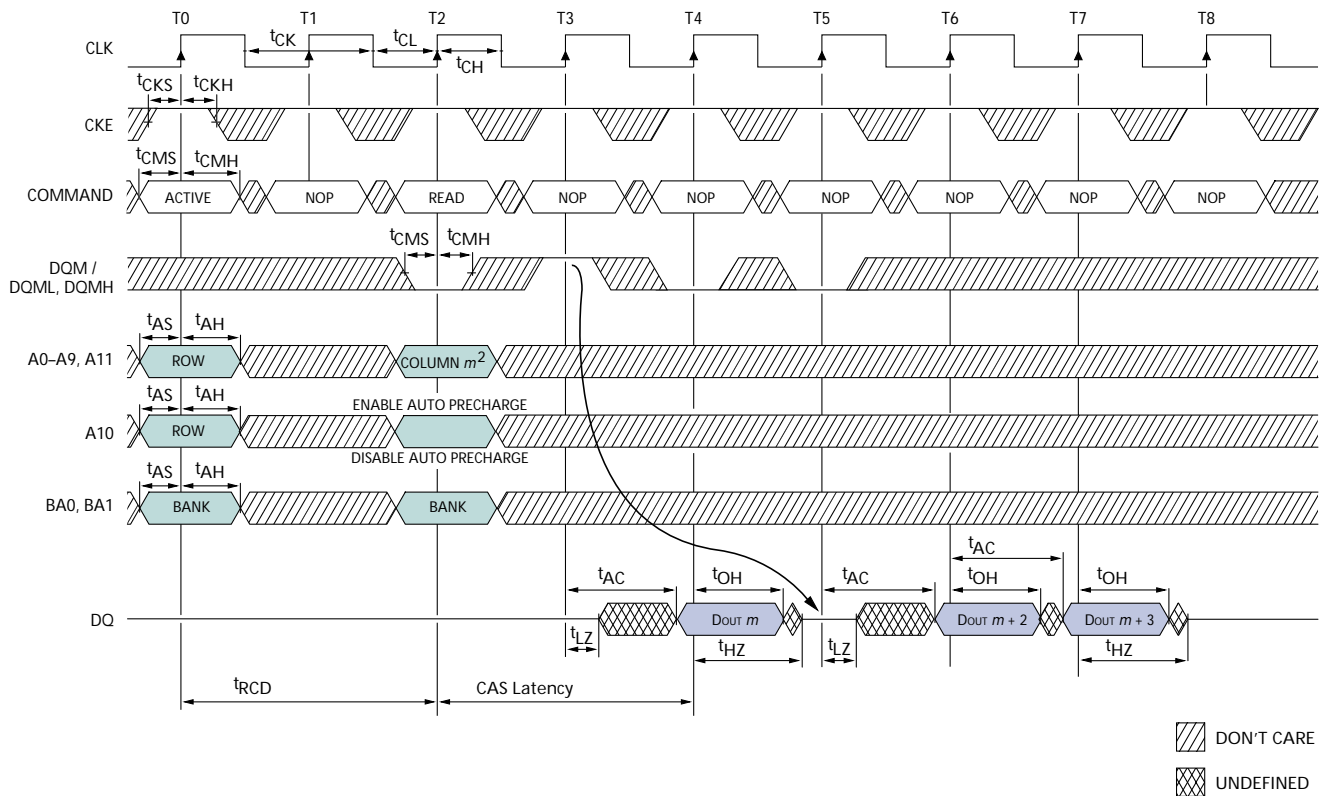 T0 T1 T2 T3 T4 T5 T6 T7 T8
CLK
tCK tCL
tCH
tCKS tCKH
CKE
tCMS tCMH
COMMAND ACTIVE NOP READ NOP NOP NOP NOP NOP NOP
tCMS tCMH
DQM /
DQML, DQMH
tAS tAH
A0–A9, A11 ROW COLUMN m2
tAS tAH
ENABLE AUTO PRECHARGE
A10 ROW
DISABLE AUTO PRECHARGE
tAS tAH
BA0, BA1 BANK BANK
tAC
tAC tOH tAC tOH tOH
DQ DOUT m DOUT m + 2 DOUT m + 3
tLZ tHZ tLZ tHZ
tRCD CAS Latency
DON'T CARE
UNDEFINED